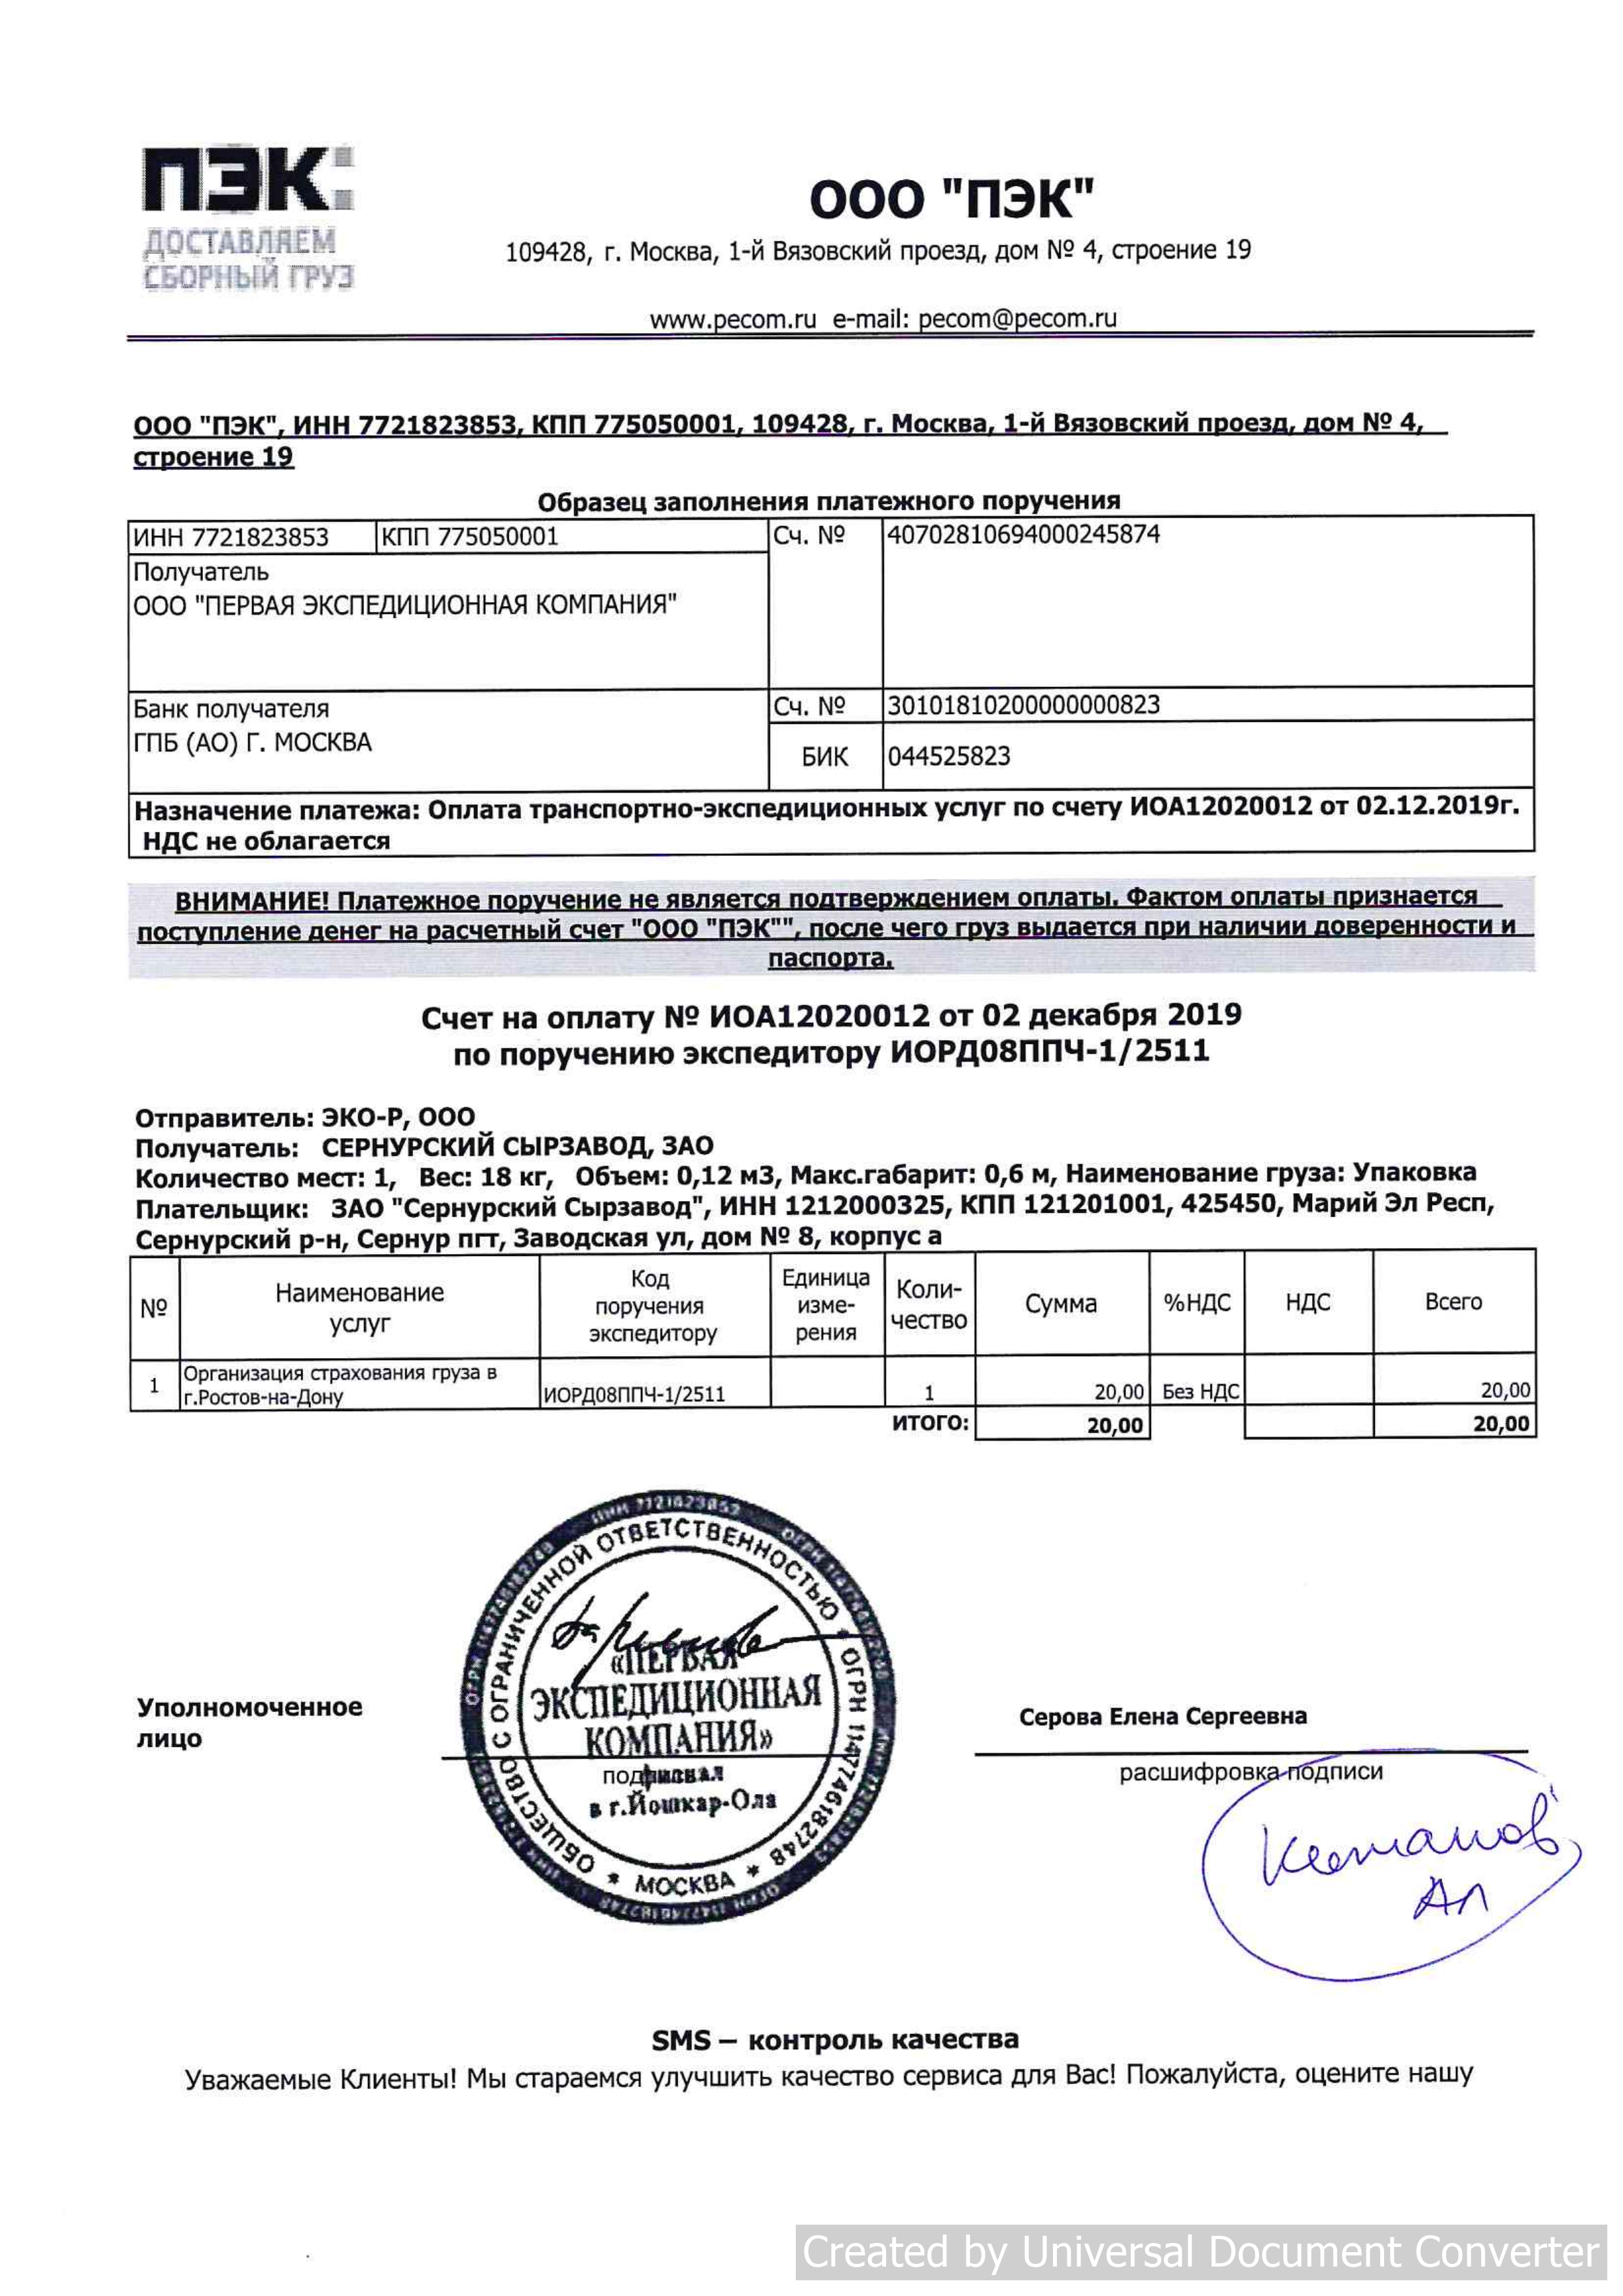 ПЭК:
ДОСТАВЛЯЕМ
СБОРНЫЙ ГРУЗ
ООО "ПЭК"
109428, г. Москва, 1-й Вязовский проезд, дом № 4, строение 19
www.pecom.ru e-mail: pecom@pecom.ru
ООО "ПЭК", ИНН 7721823853, КПП 775050001, 109428, г. Москва, 1-й Вязовский проезд, дом № 4,
строение 19
Образец заполнения платежного поручения
ИНН 7721823853 КПП 775050001 Сч. № 40702810694000245874
Получатель
ООО "ПЕРВАЯ ЭКСПЕДИЦИОННАЯ КОМПАНИЯ"
Банк получателя Сч. № 30101810200000000823
ГПБ (АО) Г. МОСКВА БИК 044525823
Назначение платежа: Оплата транспортно-экспедиционных услуг по счету ИОА12020012 от 02.12.2019г.
НДС не облагается
ВНИМАНИЕ! Платежное поручение не является подтверждением оплаты. Фактом оплаты признается
поступление денег на расчетный счет "ООО "ПЭК"", после чего груз выдается при наличии доверенности и
паспорта.
Счет на оплату № ИОА12020012 от 02 декабря 2019
по поручению экспедитору ИОРД08ППЧ-1/2511
Отправитель: ЭКО-Р, ООО
Получатель: СЕРНУРСКИЙ СЫРЗАВОД, ЗАО
Количество мест: 1, Вес: 18 кг, Объем: 0,12 м3, Макс.габарит: 0,6 м, Наименование груза: Упаковка
Плательщик: ЗАО "Сернурский Сырзавод", ИНН 1212000325, КПП 121201001, 425450, Марий Эл Респ,
Сернурский р-н, Сернур пгт, Заводская ул, дом № 8, корпус а
№ Наименование услуг Код поручения экспедитору Единица изме-рения Коли-чество Сумма %НДС НДС Всего
1 Организация страхования груза в г.Ростов-на-Дону ИОРД08ППЧ-1/2511 1 20,00 Без НДС 20,00
ИТОГО: 20,00 20,00
ОБЩЕСТВО С ОГРАНИЧЕННОЙ ОТВЕТСТВЕННОСТЬЮ * ОГРН 1147746182748 * МОСКВА *
«ПЕРВАЯ
ЭКСПЕДИЦИОННАЯ
КОМПАНИЯ»
филиал
в г.Йошкар-Ола
Уполномоченное
лицо
подпись
Серова Елена Сергеевна
расшифровка подписи
SMS – контроль качества
Уважаемые Клиенты! Мы стараемся улучшить качество сервиса для Вас! Пожалуйста, оцените нашу
Created by Universal Document Converter